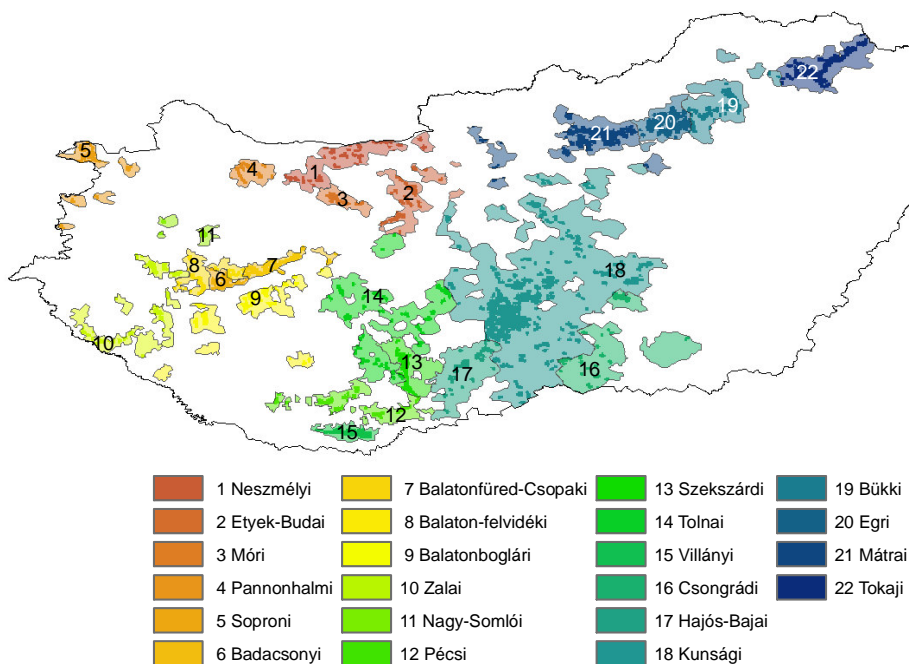 22
19
20
21
5
4
1
3
2
11
8
7
6
9
18
14
10
13
17
16
12
15
1 Neszmélyi
2 Etyek-Budai
3 Móri
4 Pannonhalmi
5 Soproni
6 Badacsonyi
7 Balatonfüred-Csopaki
8 Balaton-felvidéki
9 Balatonboglári
10 Zalai
11 Nagy-Somlói
12 Pécsi
13 Szekszárdi
14 Tolnai
15 Villányi
16 Csongrádi
17 Hajós-Bajai
18 Kunsági
19 Bükki
20 Egri
21 Mátrai
22 Tokaji